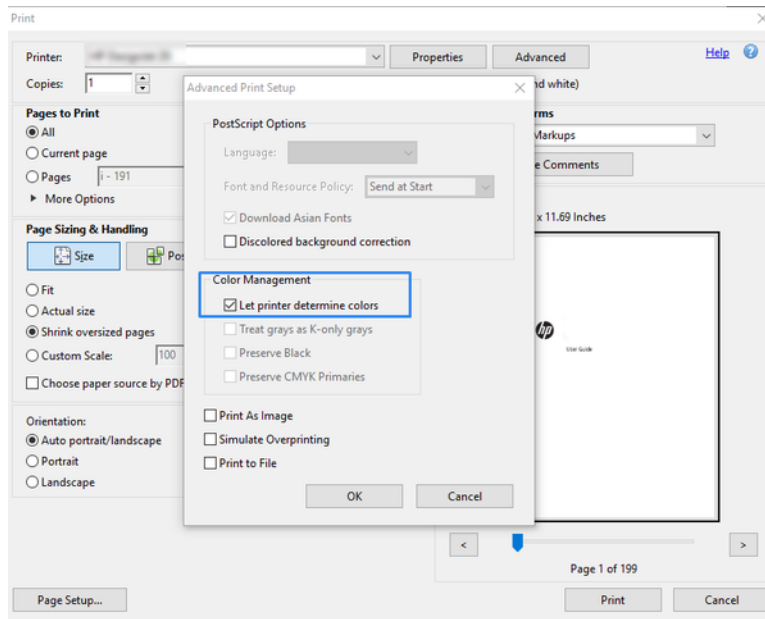 Print
Printer:
Properties
Advanced
Help
Copies:
1
nd white)
Advanced Print Setup
Pages to Print
All
Current page
Pages
i - 191
More Options
Page Sizing & Handling
Size
Pos
Fit
Actual size
Shrink oversized pages
Custom Scale:
100
Choose paper source by PDF
Orientation:
Auto portrait/landscape
Portrait
Landscape
PostScript Options
Language:
Font and Resource Policy:
Send at Start
Download Asian Fonts
Discolored background correction
Color Management
Let printer determine colors
Treat grays as K-only grays
Preserve Black
Preserve CMYK Primaries
Print As Image
Simulate Overprinting
Print to File
OK
Cancel
rms
Markups
e Comments
x 11.69 Inches
hp
User Guide
<
>
Page 1 of 199
Page Setup...
Print
Cancel